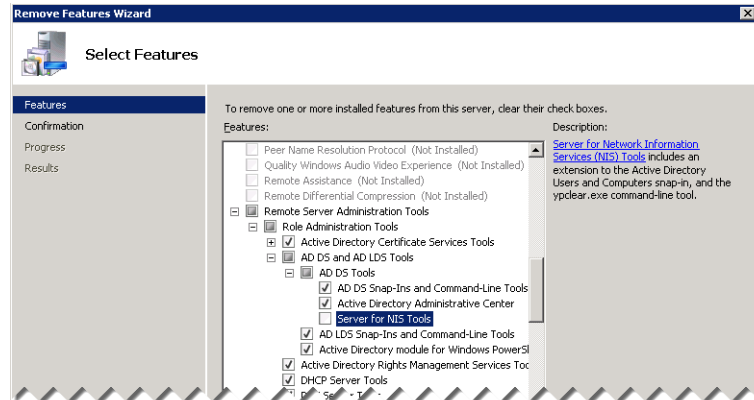 Remove Features Wizard
Select Features
Features
Confirmation
Progress
Results
To remove one or more installed features from this server, clear their check boxes.
Features:
Peer Name Resolution Protocol (Not Installed)
Quality Windows Audio Video Experience (Not Installed)
Remote Assistance (Not Installed)
Remote Differential Compression (Not Installed)
Remote Server Administration Tools
Role Administration Tools
Active Directory Certificate Services Tools
AD DS and AD LDS Tools
AD DS Tools
AD DS Snap-Ins and Command-Line Tools
Active Directory Administrative Center
Server for NIS Tools
AD LDS Snap-Ins and Command-Line Tools
Active Directory module for Windows PowerSl
Active Directory Rights Management Services Too
DHCP Server Tools
Description:
Server for Network Information
Services (NIS) Tools includes an
extension to the Active Directory
Users and Computers snap-in, and the
ypclear.exe command-line tool.